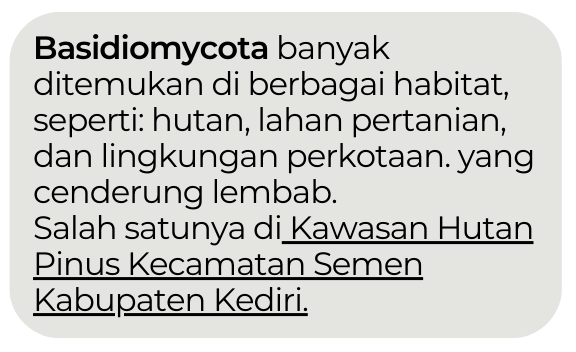 Basidiomycota banyak
ditemukan di berbagai habitat,
seperti: hutan, lahan pertanian,
dan lingkungan perkotaan. yang
cenderung lembab.
Salah satunya di Kawasan Hutan
Pinus Kecamatan Semen
Kabupaten Kediri.